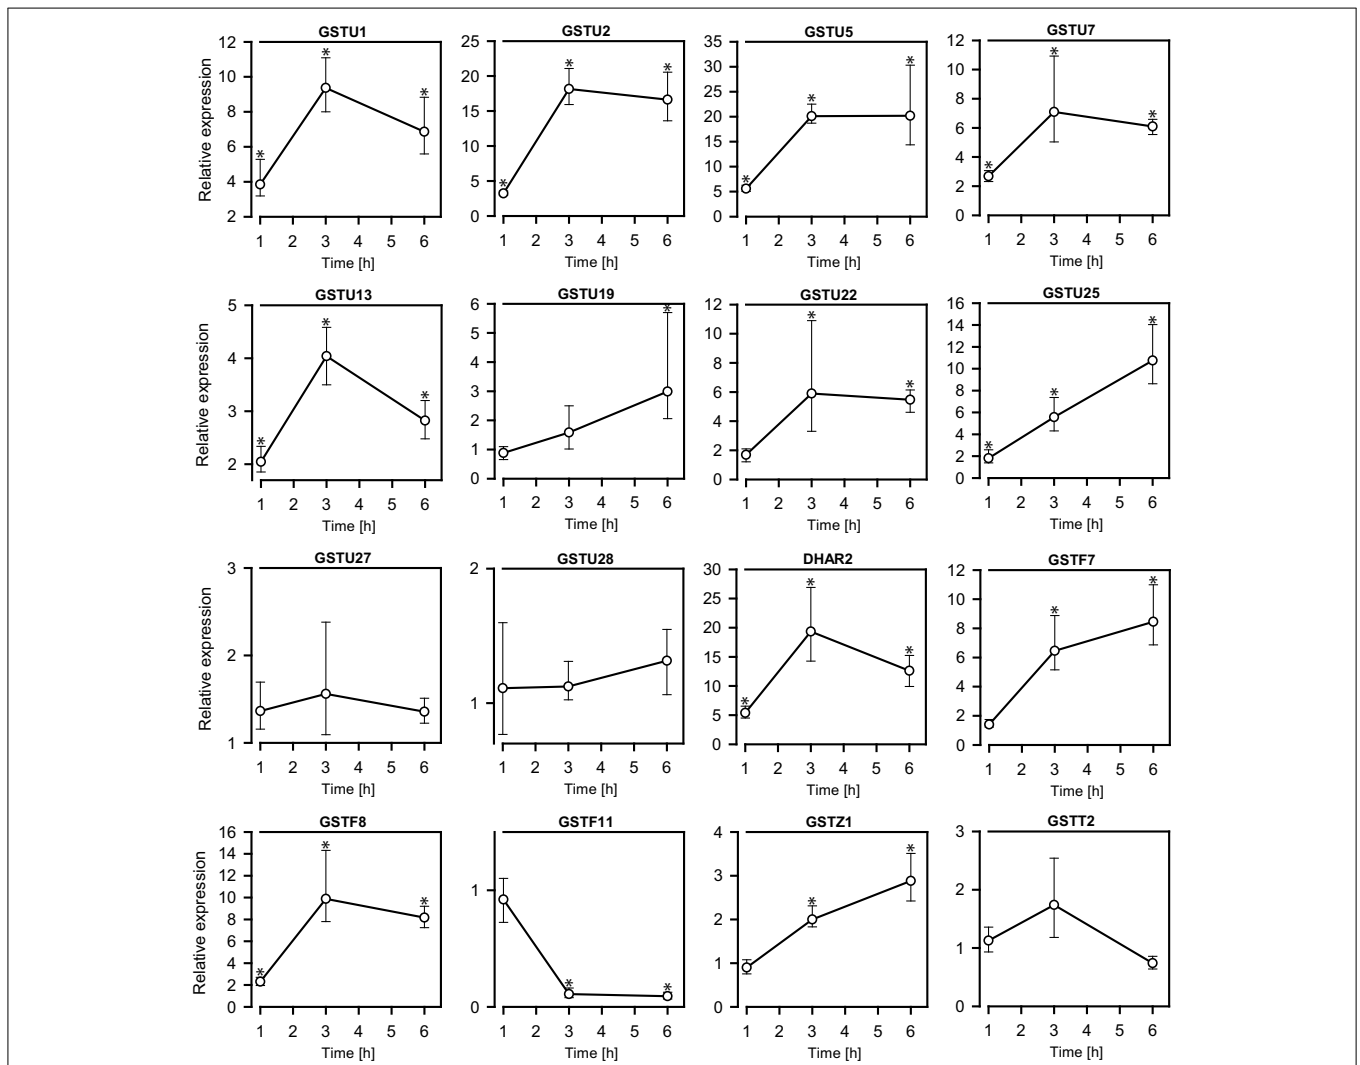 GSTU1
12
10
8
6
4
2
Relative expression
1 2 3 4 5 6
Time [h]
GSTU2
25
20
15
10
5
0
1 2 3 4 5 6
Time [h]
GSTU5
35
30
25
20
15
10
5
0
1 2 3 4 5 6
Time [h]
GSTU7
12
10
8
6
4
2
0
1 2 3 4 5 6
Time [h]
GSTU13
5
4
3
2
Relative expression
1 2 3 4 5 6
Time [h]
GSTU19
6
5
4
3
2
1
0
1 2 3 4 5 6
Time [h]
GSTU22
12
10
8
6
4
2
0
1 2 3 4 5 6
Time [h]
GSTU25
16
14
12
10
8
6
4
2
0
1 2 3 4 5 6
Time [h]
GSTU27
3
2
1
Relative expression
1 2 3 4 5 6
Time [h]
GSTU28
2
1
1 2 3 4 5 6
Time [h]
DHAR2
30
25
20
15
10
5
0
1 2 3 4 5 6
Time [h]
GSTF7
12
10
8
6
4
2
0
1 2 3 4 5 6
Time [h]
GSTF8
16
14
12
10
8
6
4
2
0
Relative expression
1 2 3 4 5 6
Time [h]
GSTF11
1
0
1 2 3 4 5 6
Time [h]
GSTZ1
4
3
2
1
0
1 2 3 4 5 6
Time [h]
GSTT2
3
2
1
0
1 2 3 4 5 6
Time [h]